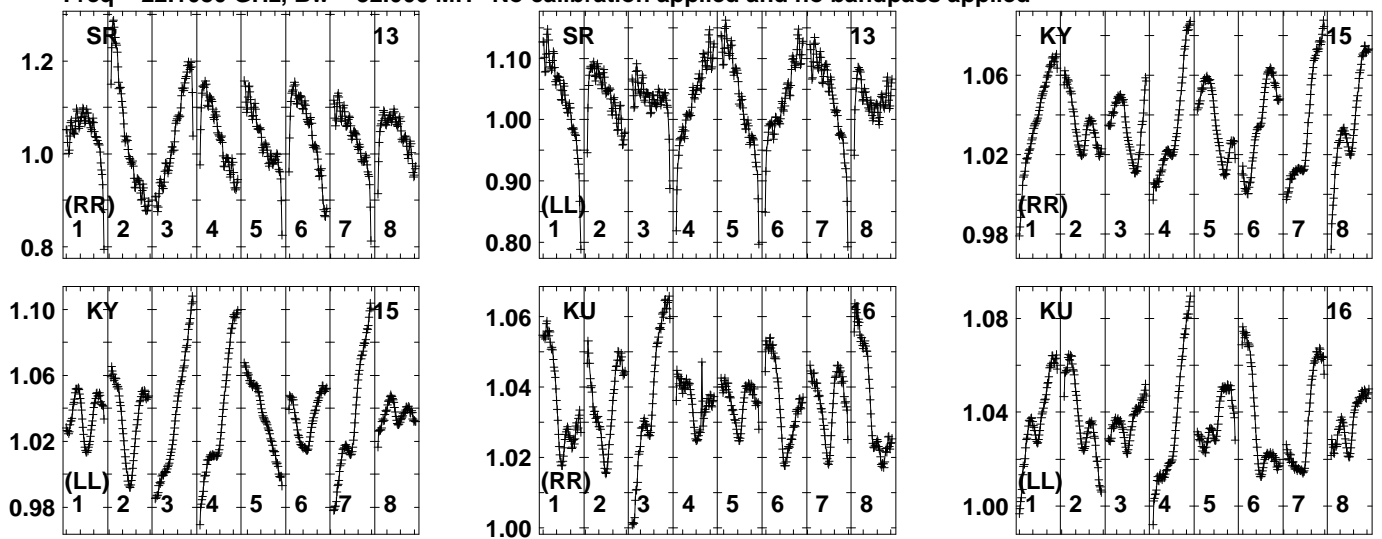 Freq = GHz, Bw = 32.000 MH No calibration applied and no bandpass applied
SR 13
1.2
1.0
0.8
(RR)
1 2 3 4 5 6 7 8
SR 13
1.10
1.00
0.90
0.80
(LL)
1 2 3 4 5 6 7 8
KY 15
1.06
1.02
0.98
(RR)
1 2 3 4 5 6 7 8
KY 15
1.10
1.06
1.02
0.98
(LL)
1 2 3 4 5 6 7 8
KU 16
1.06
1.04
1.02
1.00
(RR)
1 2 3 4 5 6 7 8
KU 16
1.08
1.04
1.00
(LL)
1 2 3 4 5 6 7 8